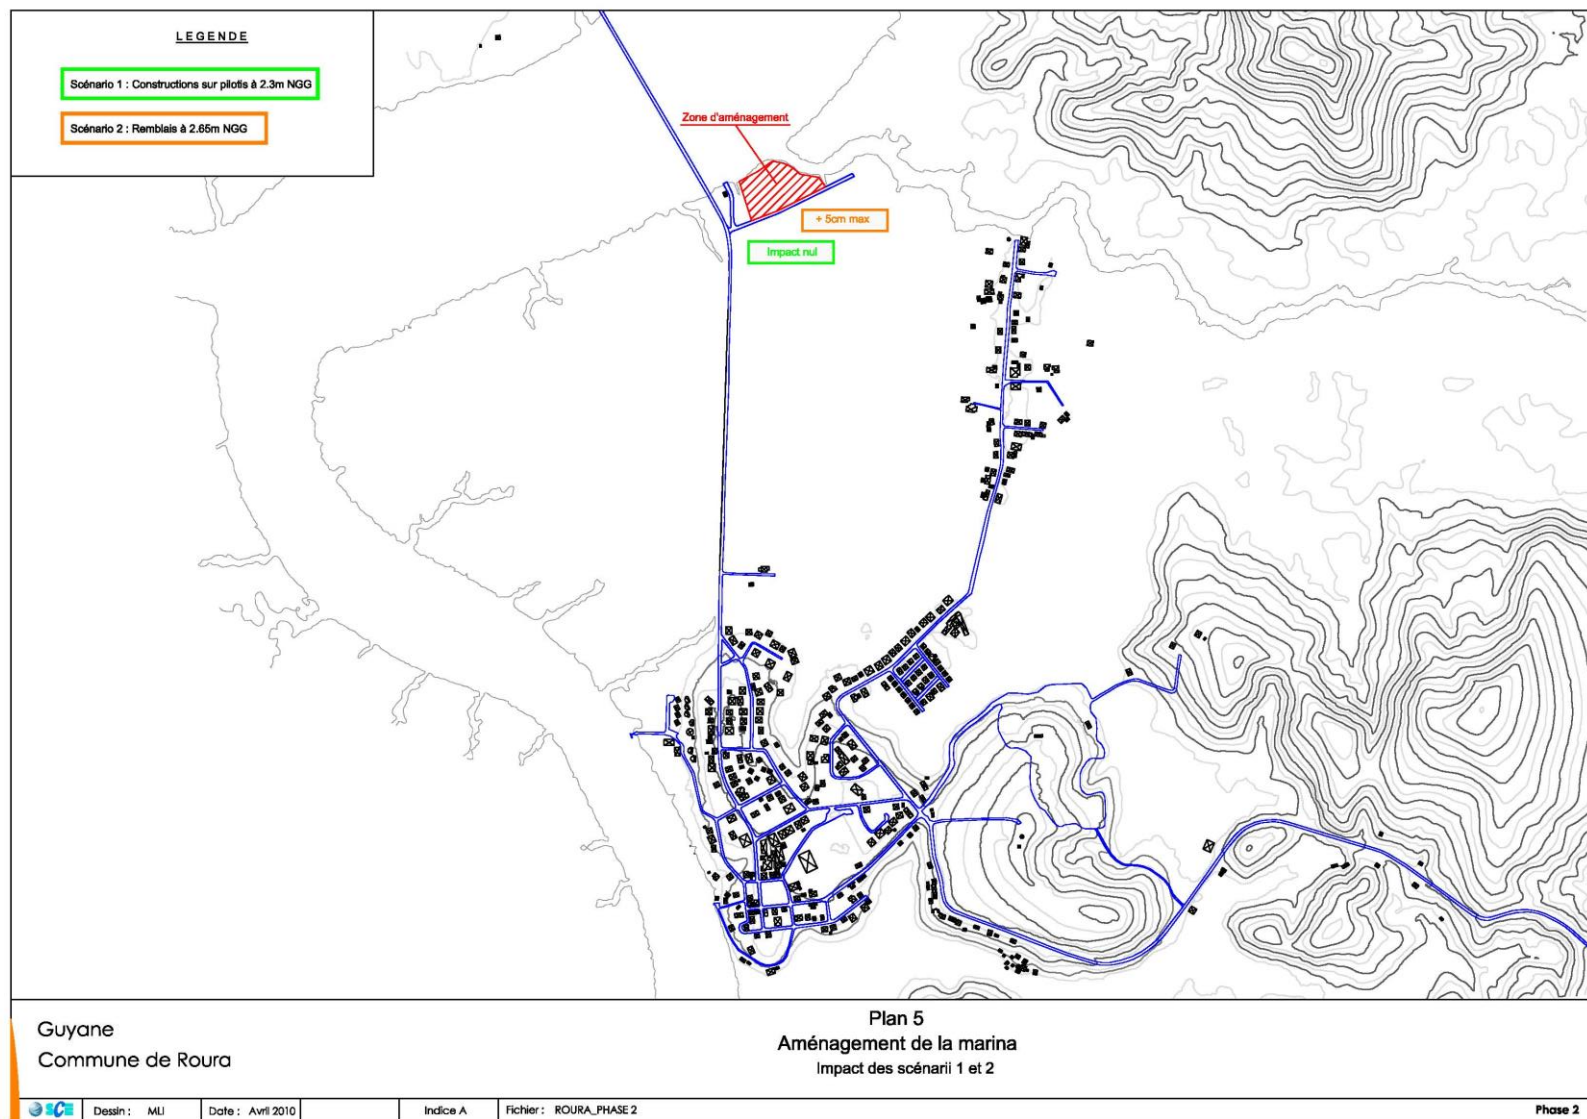 LEGENDE
Scénario 1 : Constructions sur pilotis à 2.3m NGG
Scénario 2 : Remblais à 2.65m NGG
Zone d'aménagement
+ 5cm max
Impact nul
Guyane
Commune de Roura
Plan 5
Aménagement de la marina
Impact des scénarii 1 et 2
SCE
Dessin : MLI
Date : Avril 2010
Indice A
Fichier : ROURA_PHASE 2
Phase 2